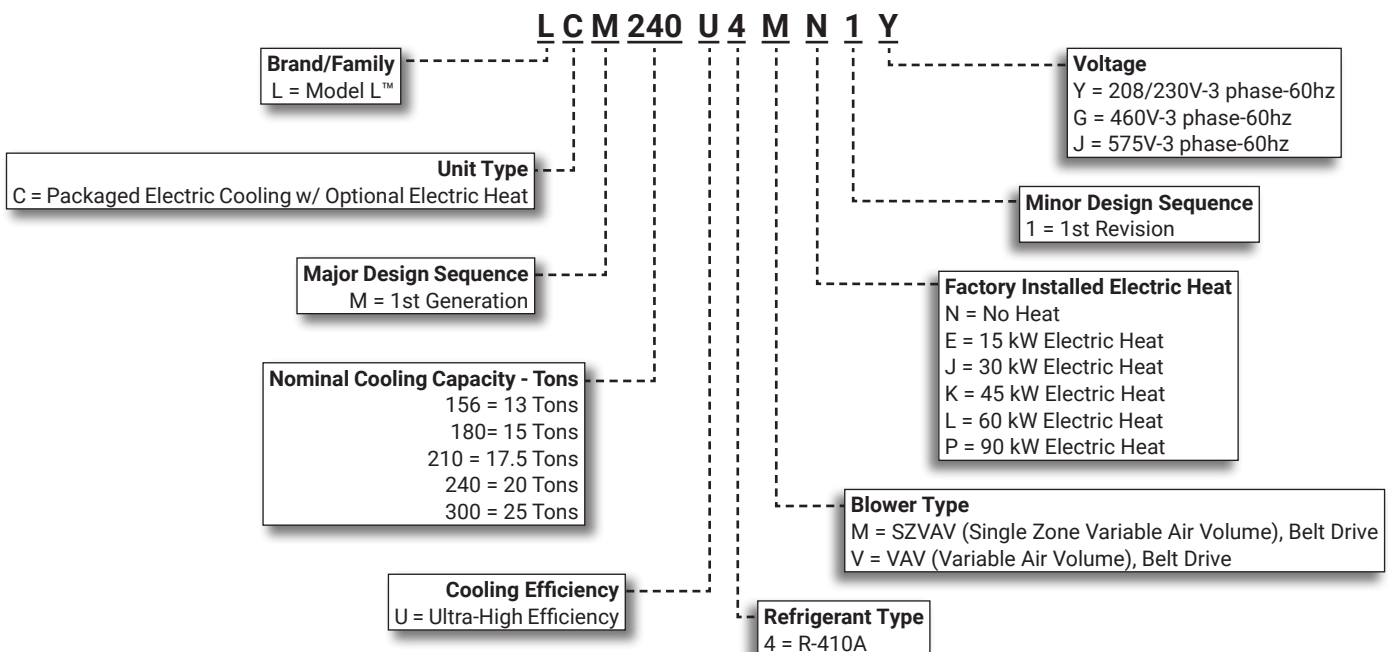 L C M 240 U 4 M N 1 Y
Brand/Family
L = Model L™
Unit Type
C = Packaged Electric Cooling w/ Optional Electric Heat
Major Design Sequence
M = 1st Generation
Nominal Cooling Capacity - Tons
156 = 13 Tons
180= 15 Tons
210 = 17.5 Tons
240 = 20 Tons
300 = 25 Tons
Cooling Efficiency
U = Ultra-High Efficiency
Voltage
Y = 208/230V-3 phase-60hz
G = 460V-3 phase-60hz
J = 575V-3 phase-60hz
Minor Design Sequence
1 = 1st Revision
Factory Installed Electric Heat
N = No Heat
E = 15 kW Electric Heat
J = 30 kW Electric Heat
K = 45 kW Electric Heat
L = 60 kW Electric Heat
P = 90 kW Electric Heat
Blower Type
M = SZVAV (Single Zone Variable Air Volume), Belt Drive
V = VAV (Variable Air Volume), Belt Drive
Refrigerant Type
4 = R-410A